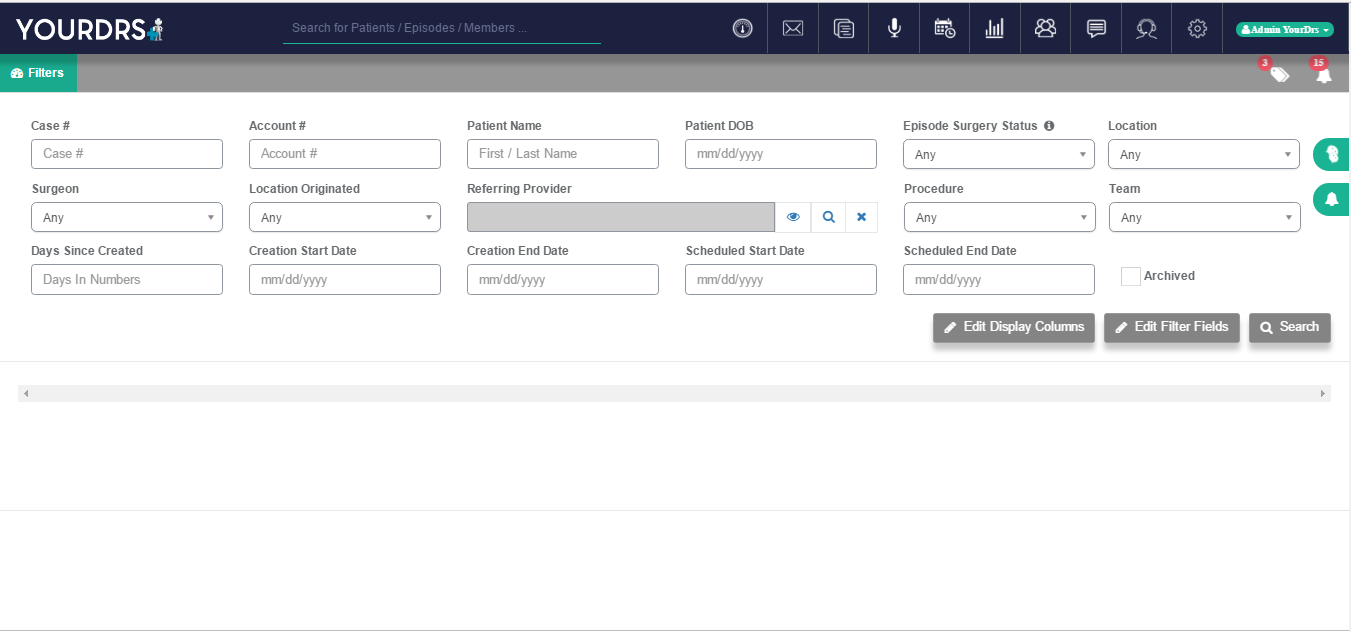 YOURDRS
Search for Patients / Episodes / Members ...
Admin YourDrs
Filters
3
15
Case #
Account #
Patient Name
Patient DOB
Episode Surgery Status
Location
Case #
Account #
First / Last Name
mm/dd/yyyy
Any
Any
Surgeon
Location Originated
Referring Provider
Procedure
Team
Any
Any
Any
Any
Days Since Created
Creation Start Date
Creation End Date
Scheduled Start Date
Scheduled End Date
Days In Numbers
mm/dd/yyyy
mm/dd/yyyy
mm/dd/yyyy
mm/dd/yyyy
Archived
Edit Display Columns
Edit Filter Fields
Search